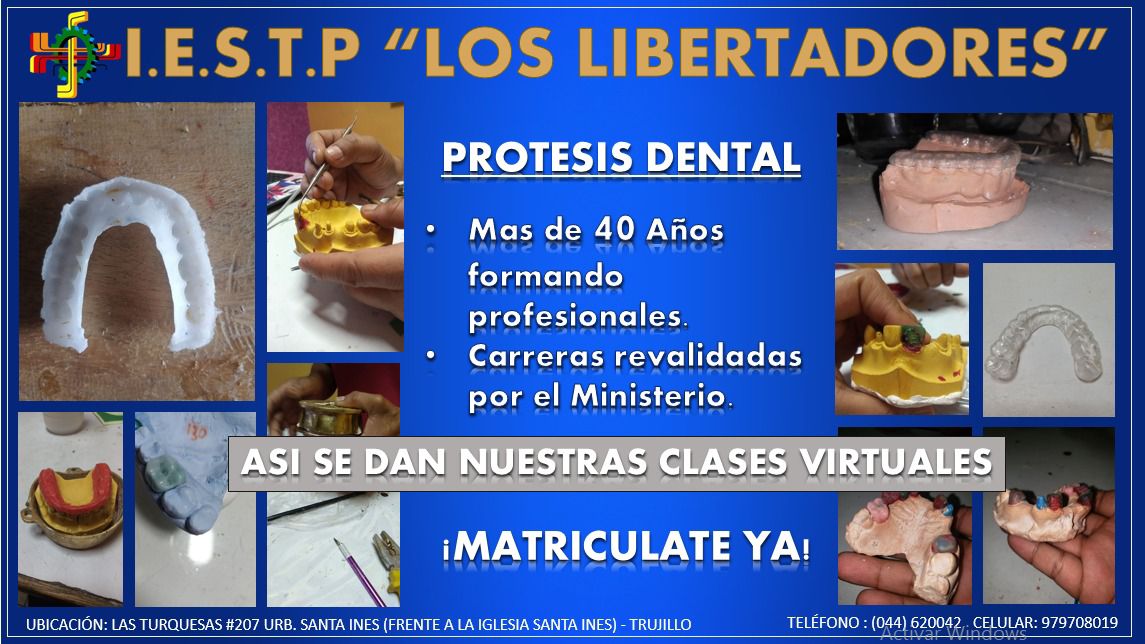 I.E.S.T.P “LOS LIBERTADORES”
PROTESIS DENTAL
• Mas de 40 Años
formando
profesionales.
• Carreras revalidadas
por el Ministerio.
130
ASI SE DAN NUESTRAS CLASES VIRTUALES
¡MATRICULATE YA!
UBICACIÓN: LAS TURQUESAS #207 URB. SANTA INES (FRENTE A LA IGLESIA SANTA INES) - TRUJILLO
TELÉFONO : (044) 620042 CELULAR: 979708019
Activar Windows